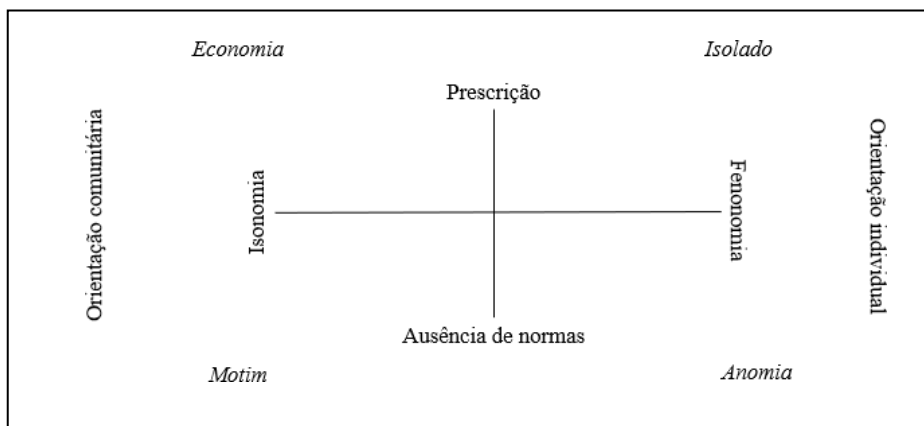 Economia
Isolado
Prescrição
Orientação comunitária
Isonomia
Fenonomia
Orientação individual
Ausência de normas
Motim
Anomia